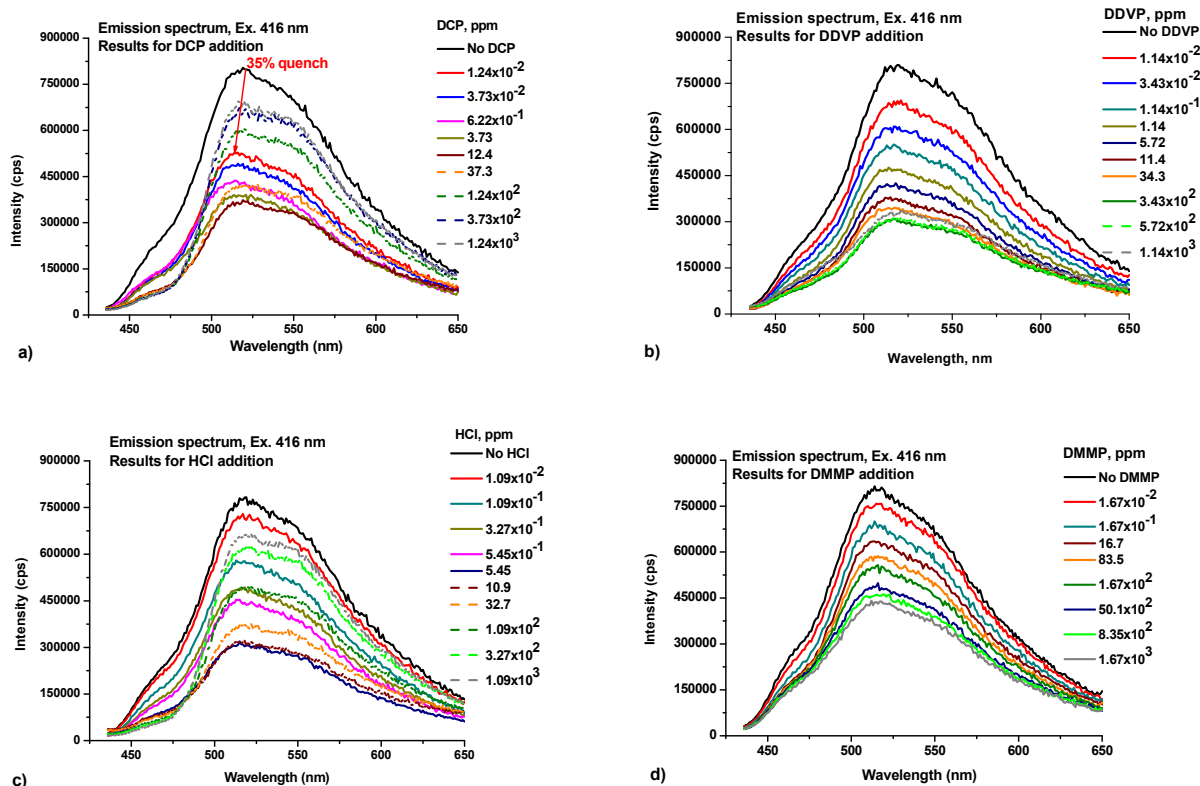 Emission spectrum, Ex. 416 nm
Results for DCP addition
DCP, ppm
No DCP
1.24x10⁻²
3.73x10⁻²
6.22x10⁻¹
3.73
12.4
37.3
1.24x10²
3.73x10²
1.24x10³
35% quench
900000
750000
600000
450000
300000
150000
0
Intensity (cps)
450 500 550 600 650
Wavelength (nm)
a)
Emission spectrum, Ex. 416 nm
Results for DDVP addition
DDVP, ppm
No DDVP
1.14x10⁻²
3.43x10⁻²
1.14x10⁻¹
1.14
5.72
11.4
34.3
3.43x10²
5.72x10²
1.14x10³
900000
750000
600000
450000
300000
150000
0
Intensity (cps)
450 500 550 600 650
Wavelength, nm
b)
Emission spectrum, Ex. 416 nm
Results for HCl addition
HCl, ppm
No HCl
1.09x10⁻²
1.09x10⁻¹
3.27x10⁻¹
5.45x10⁻¹
5.45
10.9
32.7
1.09x10²
3.27x10²
1.09x10³
900000
750000
600000
450000
300000
150000
0
Intensity (cps)
450 500 550 600 650
Wavelength (nm)
c)
Emission spectrum, Ex. 416 nm
Results for DMMP addition
DMMP, ppm
No DMMP
1.67x10⁻²
1.67x10⁻¹
16.7
83.5
1.67x10²
50.1x10²
8.35x10²
1.67x10³
900000
750000
600000
450000
300000
150000
0
Intensity (cps)
450 500 550 600 650
Wavelength (nm)
d)